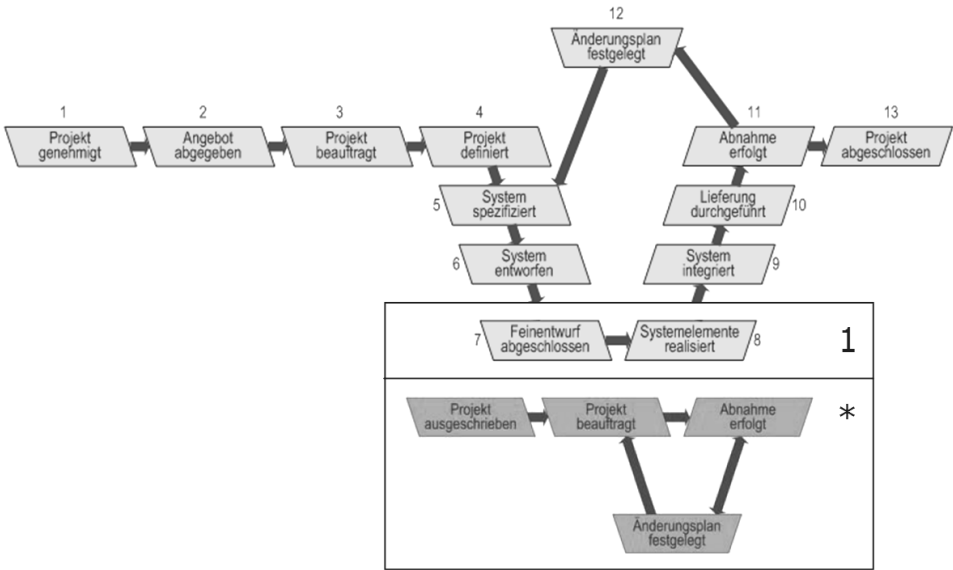 12
Änderungsplan
festgelegt
1
Projekt
genehmigt
2
Angebot
abgegeben
3
Projekt
beauftragt
4
Projekt
definiert
11
Abnahme
erfolgt
13
Projekt
abgeschlossen
5
System
spezifiziert
Lieferung
durchgeführt
10
6
System
entworfen
System
integriert
9
7
Feinentwurf
abgeschlossen
Systemelemente
realisiert
8
1
Projekt
ausgeschrieben
Projekt
beauftragt
Abnahme
erfolgt
*
Änderungsplan
festgelegt